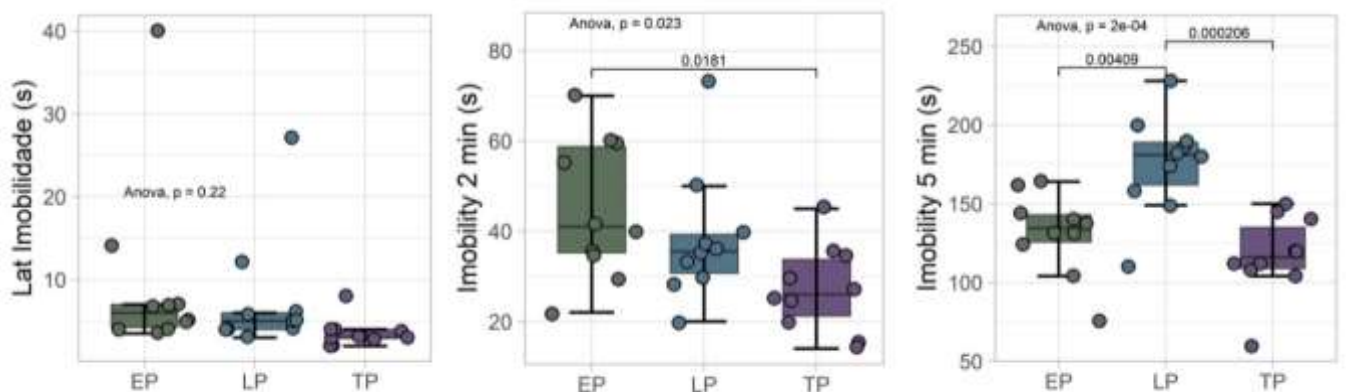 Lat Imobilidade (s)
40
30
20
10
Anova, p = 0.22
EP LP TP
Imobility 2 min (s)
80
60
40
20
Anova, p = 0.023
0.0181
EP LP TP
Imobility 5 min (s)
250
200
150
100
50
Anova, p = 2e-04
0.000206
0.00409
EP LP TP